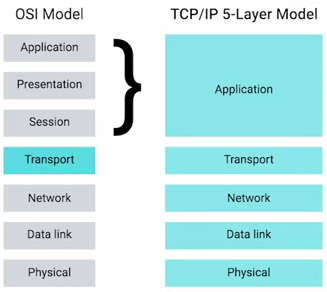 OSI Model
TCP/IP 5-Layer Model
Application
Presentation
Session
Application
Transport
Transport
Network
Network
Data link
Data link
Physical
Physical